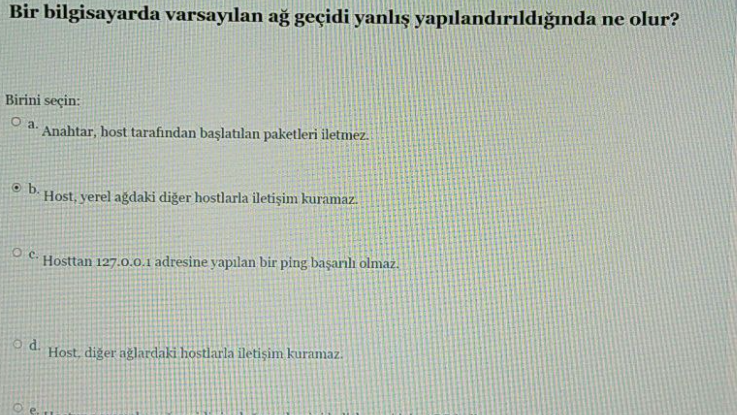 Bir bilgisayarda varsayılan ağ geçidi yanlış yapılandırıldığında ne olur?
Birini seçin:
a. Anahtar, host tarafından başlatılan paketleri iletmez.
b. Host, yerel ağdaki diğer hostlarla iletişim kuramaz.
c. Hosttan 127.0.0.1 adresine yapılan bir ping başarılı olmaz.
d. Host, diğer ağlardaki hostlarla iletişim kuramaz.
e.